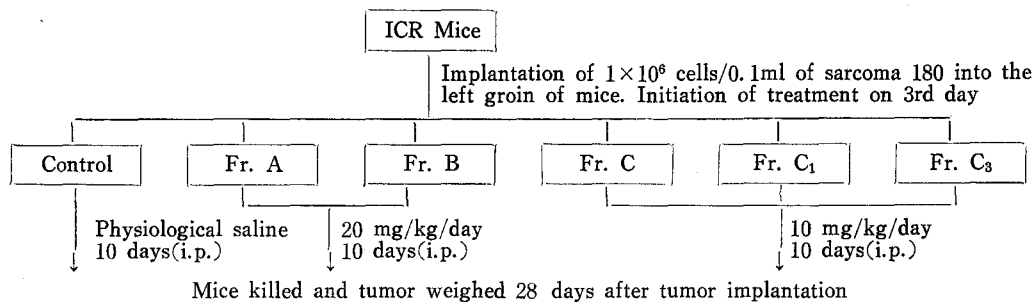 ICR Mice
Implantation of 1×10⁶ cells/0.1ml of sarcoma 180 into the
left groin of mice. Initiation of treatment on 3rd day
Control Fr. A Fr. B Fr. C Fr. C₁ Fr. C₃
Physiological saline 20 mg/kg/day 10 mg/kg/day
10 days(i.p.) 10 days(i.p.) 10 days(i.p.)
Mice killed and tumor weighed 28 days after tumor implantation